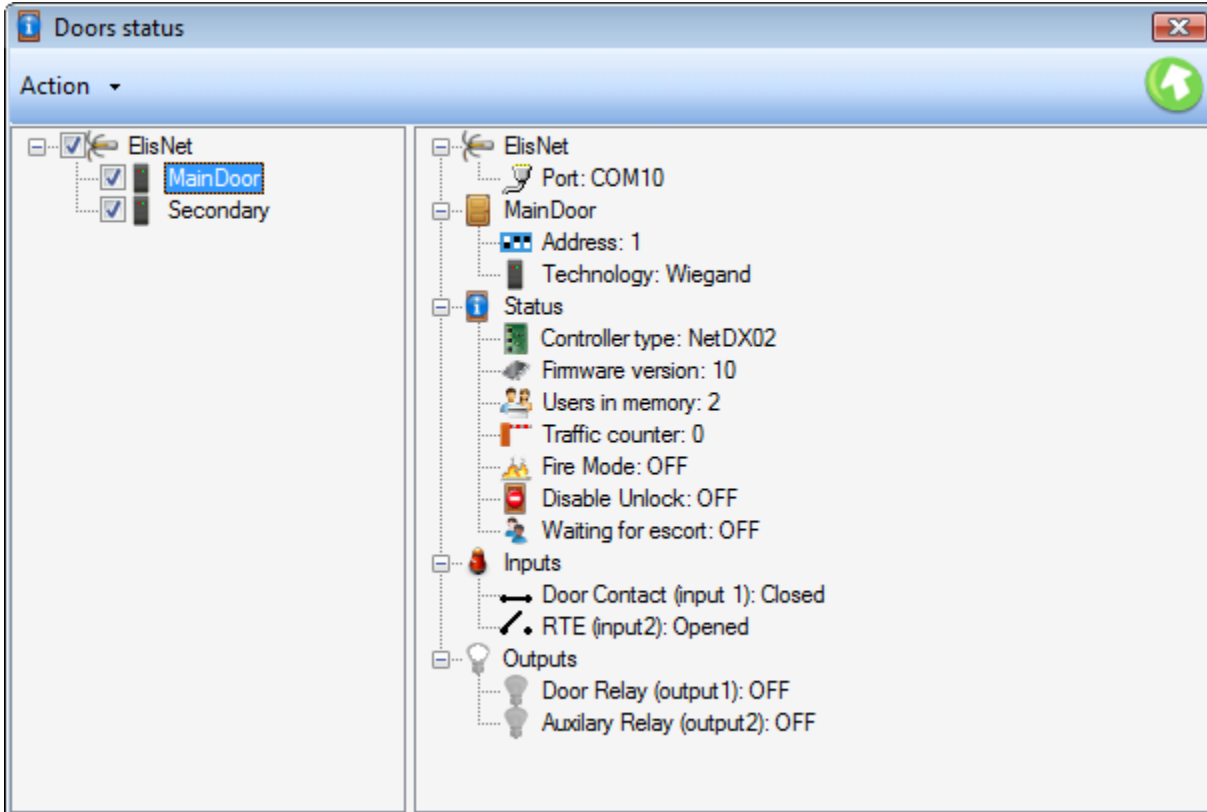 Doors status
Action
ElisNet
MainDoor
Secondary
ElisNet
Port: COM10
MainDoor
Address: 1
Technology: Wiegand
Status
Controller type: NetDX02
Firmware version: 10
Users in memory: 2
Traffic counter: 0
Fire Mode: OFF
Disable Unlock: OFF
Waiting for escort: OFF
Inputs
Door Contact (input 1): Closed
RTE (input2): Opened
Outputs
Door Relay (output1): OFF
Auxilary Relay (output2): OFF